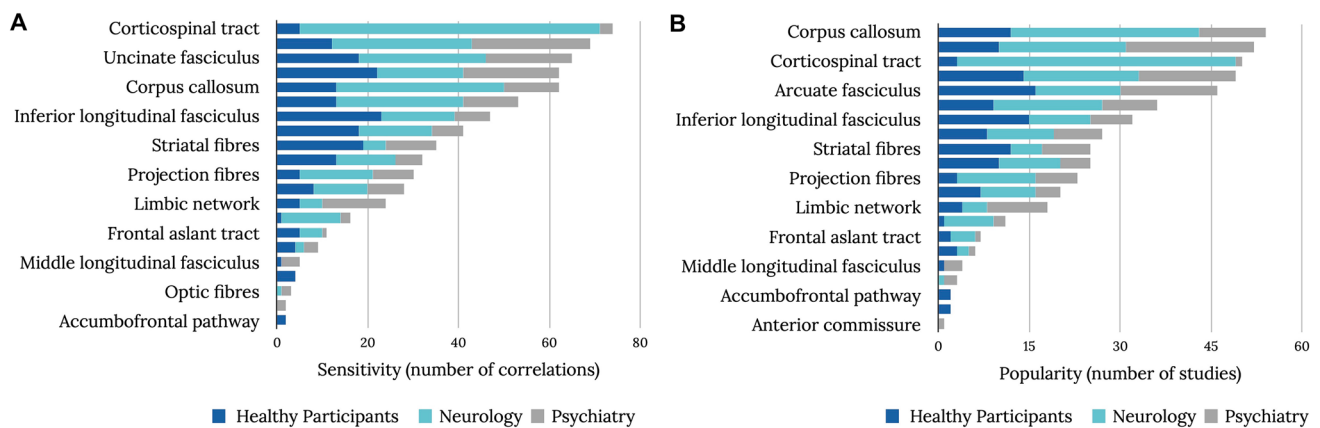 A
Corticospinal tract
Uncinate fasciculus
Corpus callosum
Inferior longitudinal fasciculus
Striatal fibres
Projection fibres
Limbic network
Frontal aslant tract
Middle longitudinal fasciculus
Optic fibres
Accumbofrontal pathway
0 20 40 60 80
Sensitivity (number of correlations)
Healthy Participants Neurology Psychiatry
B
Corpus callosum
Corticospinal tract
Arcuate fasciculus
Inferior longitudinal fasciculus
Striatal fibres
Projection fibres
Limbic network
Frontal aslant tract
Middle longitudinal fasciculus
Accumbofrontal pathway
Anterior commissure
0 15 30 45 60
Popularity (number of studies)
Healthy Participants Neurology Psychiatry